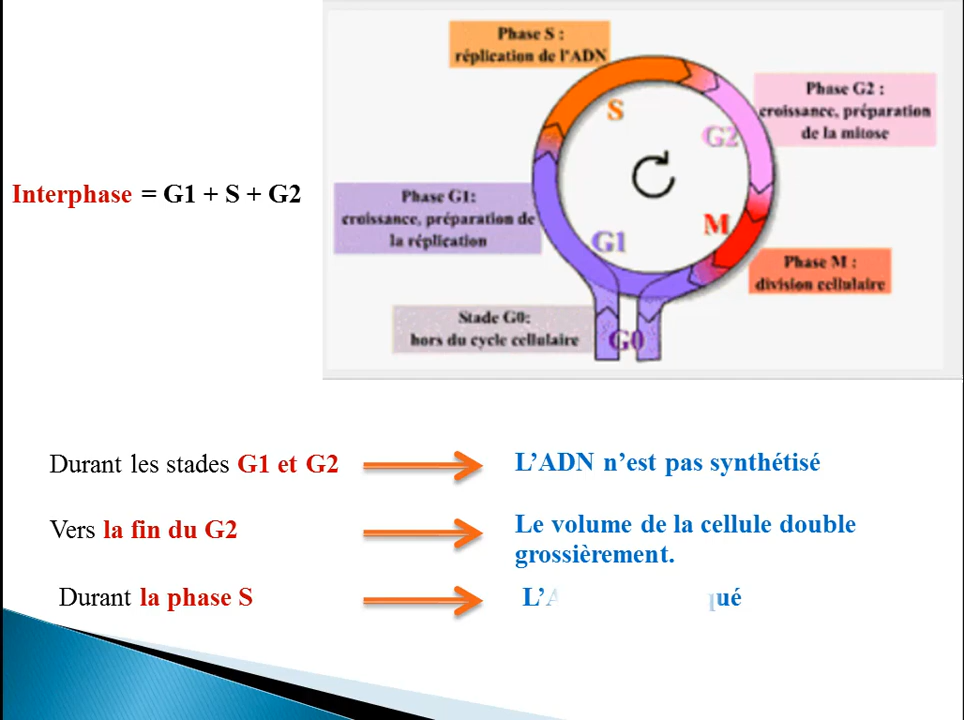 Phase S :
réplication de l'ADN
Phase G2 :
croissance, préparation
de la mitose
S
G2
Interphase = G1 + S + G2
Phase G1:
croissance, préparation de
la réplication
M
G1
Phase M :
division cellulaire
Stade G0:
hors du cycle cellulaire
G0
Durant les stades G1 et G2
L'ADN n'est pas synthétisé
Vers la fin du G2
Le volume de la cellule double
grossièrement.
Durant la phase S